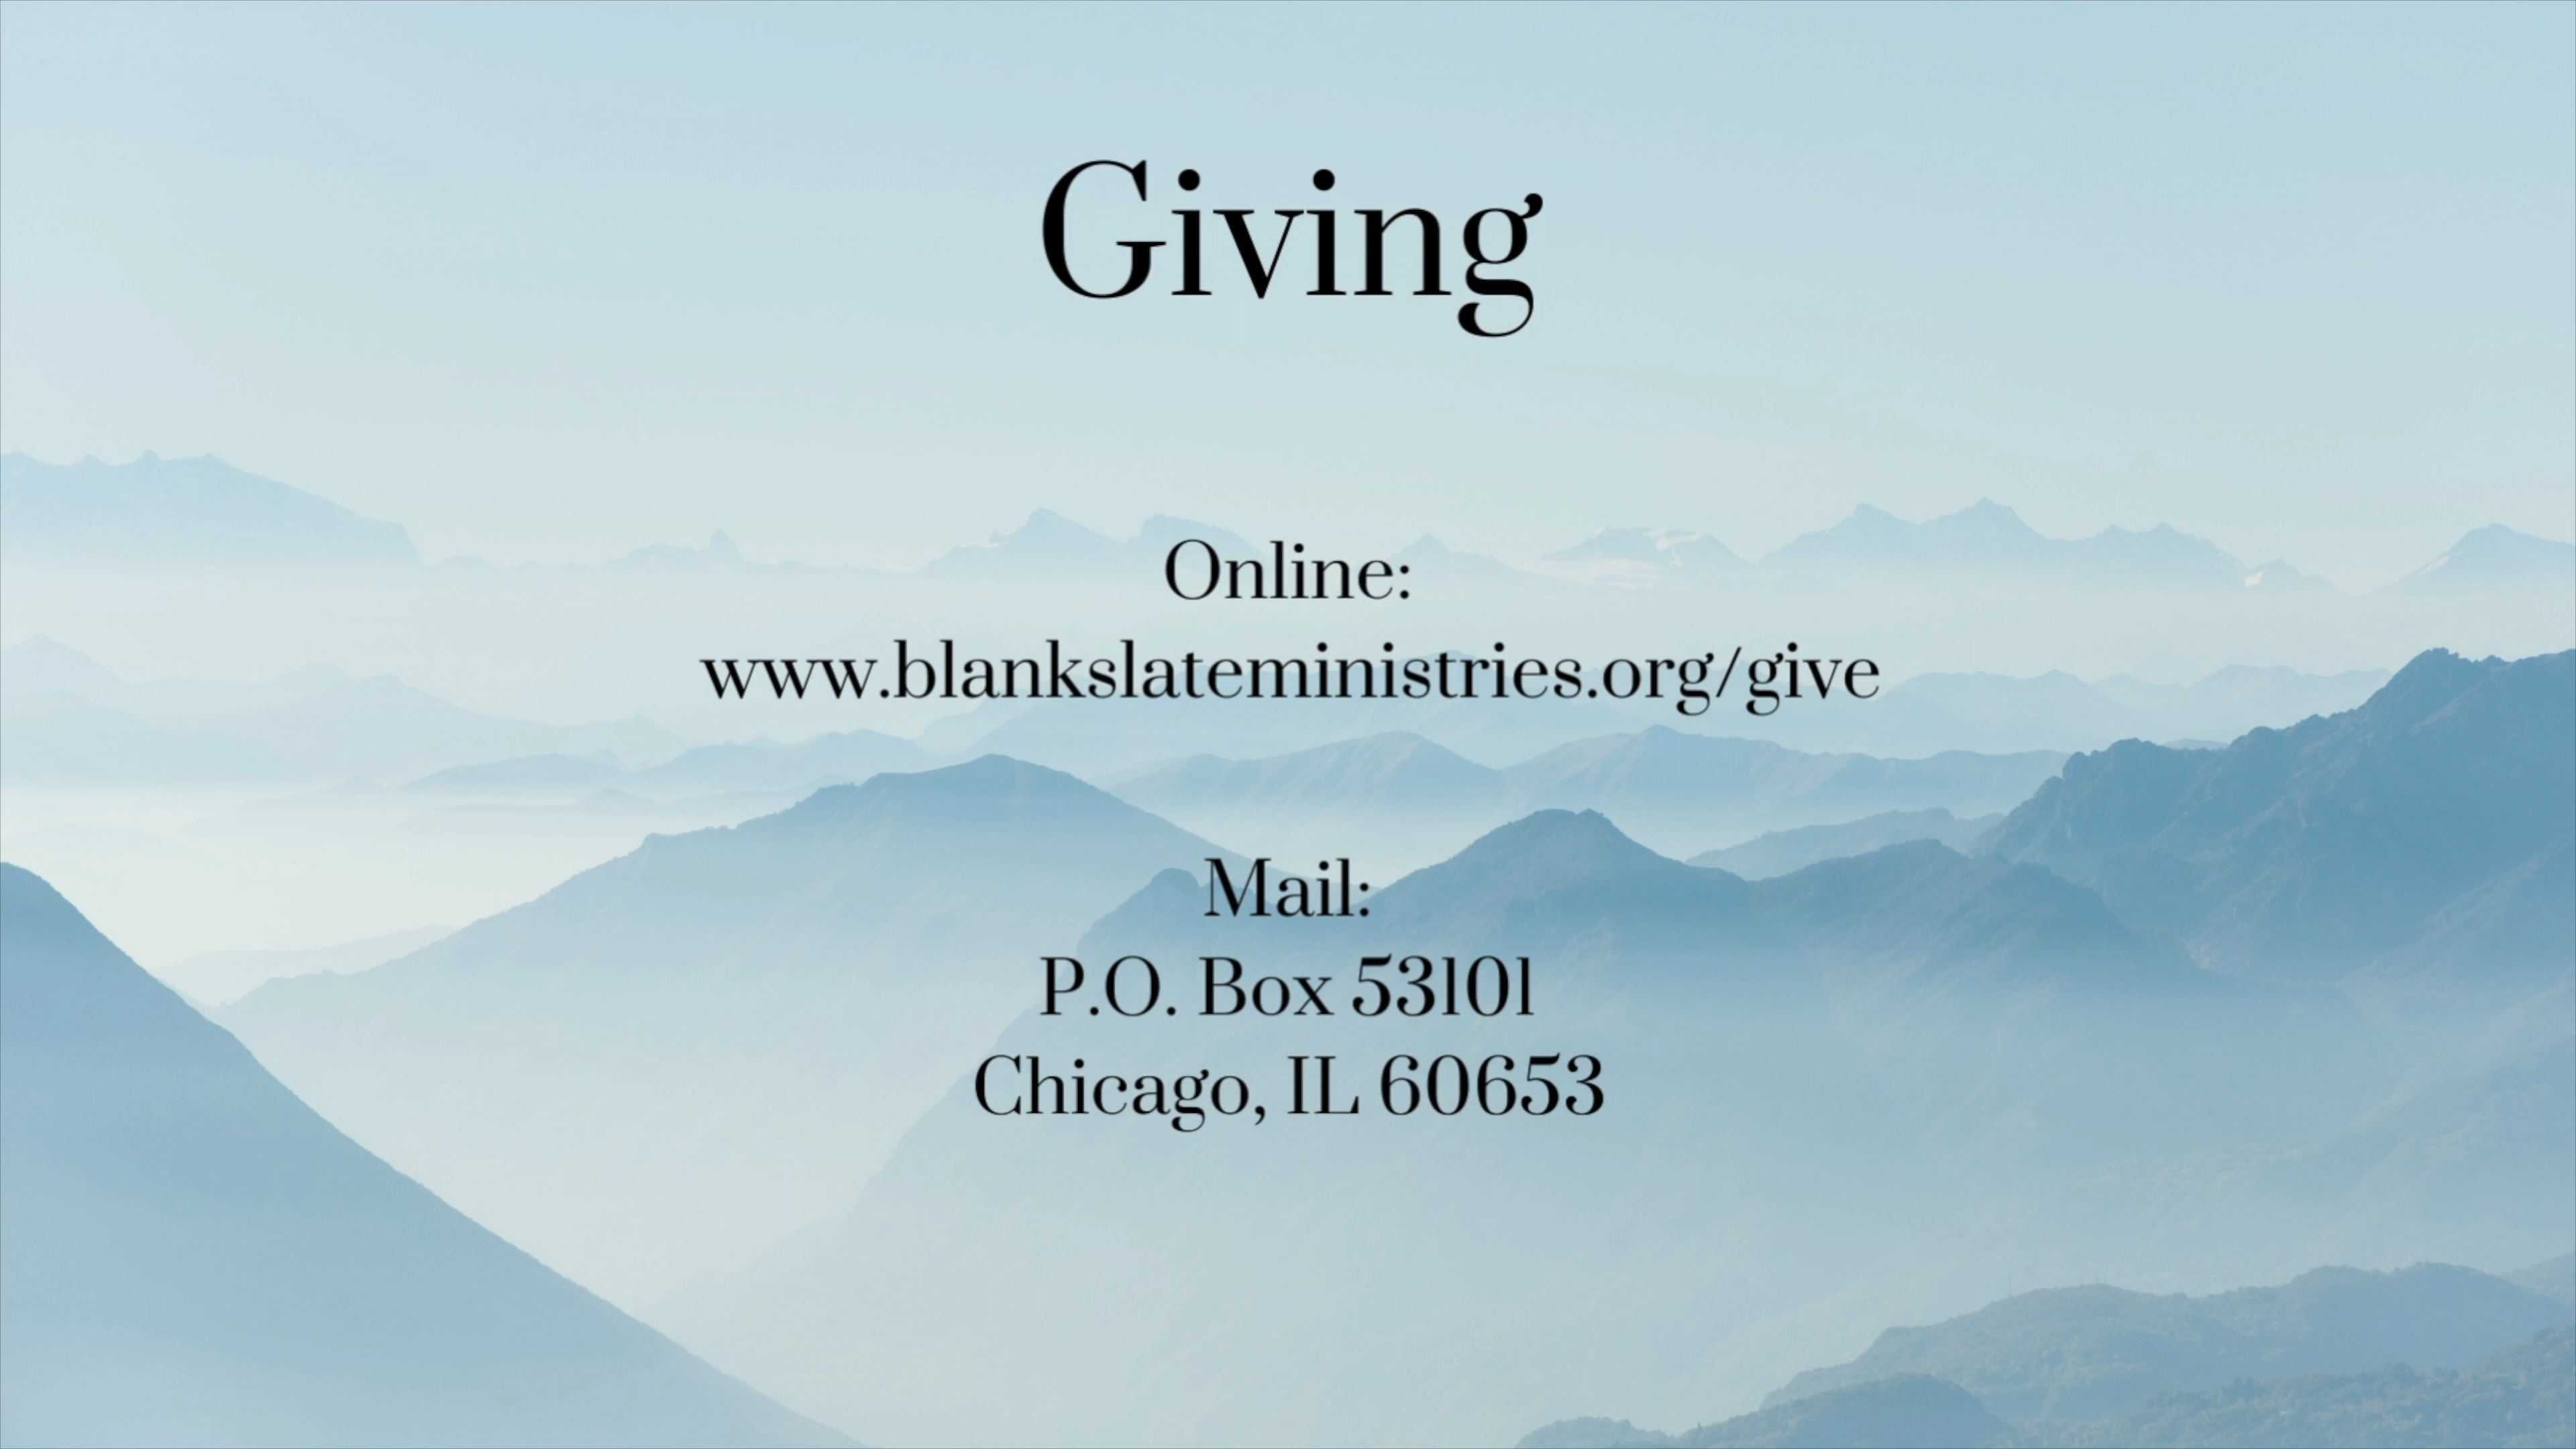 Giving
Online:
www.blankslateministries.org/give
Mail:
P.O. Box 53101
Chicago, IL 60653